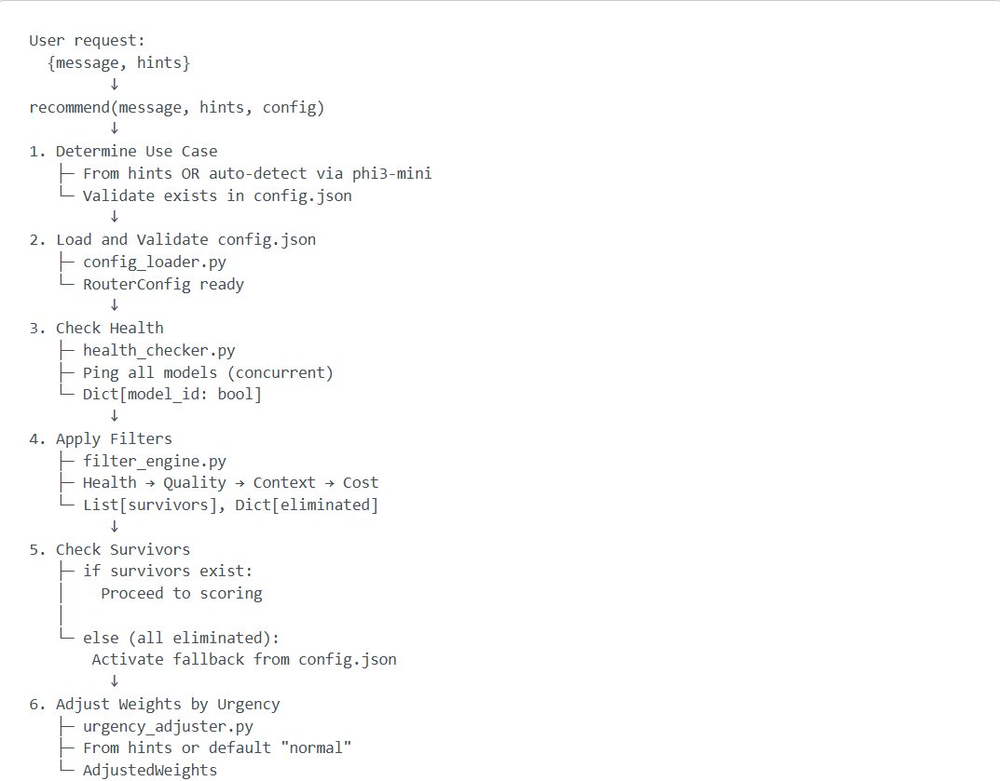 User request:
  {message, hints}
         ↓
recommend(message, hints, config)
         ↓
1. Determine Use Case
   ├─ From hints OR auto-detect via phi3-mini
   └─ Validate exists in config.json
         ↓
2. Load and Validate config.json
   ├─ config_loader.py
   └─ RouterConfig ready
         ↓
3. Check Health
   ├─ health_checker.py
   ├─ Ping all models (concurrent)
   └─ Dict[model_id: bool]
         ↓
4. Apply Filters
   ├─ filter_engine.py
   ├─ Health → Quality → Context → Cost
   └─ List[survivors], Dict[eliminated]
         ↓
5. Check Survivors
   ├─ if survivors exist:
   │    Proceed to scoring
   │
   └─ else (all eliminated):
       Activate fallback from config.json
         ↓
6. Adjust Weights by Urgency
   ├─ urgency_adjuster.py
   ├─ From hints or default "normal"
   └─ AdjustedWeights